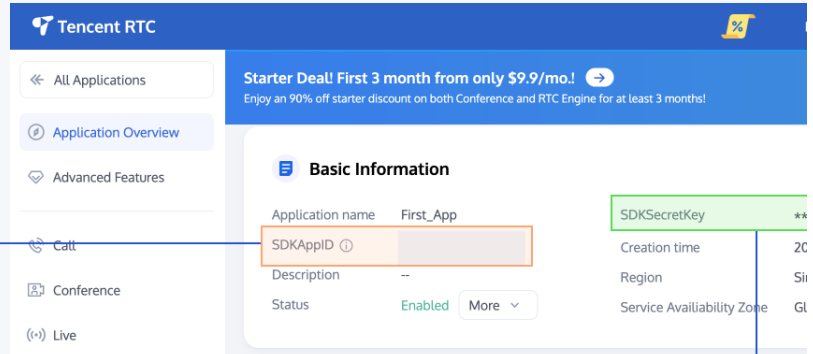 Tencent RTC
All Applications
Starter Deal! First 3 month from only $9.9/mo.!
Enjoy an 90% off starter discount on both Conference and RTC Engine for at least 3 months!
Application Overview
Advanced Features
Basic Information
Application name First_App
SDKSecretKey **
SDKAppID
Creation time 20
Description --
Region
Status Enabled More
Service Availiability Zone
Call
Conference
Live